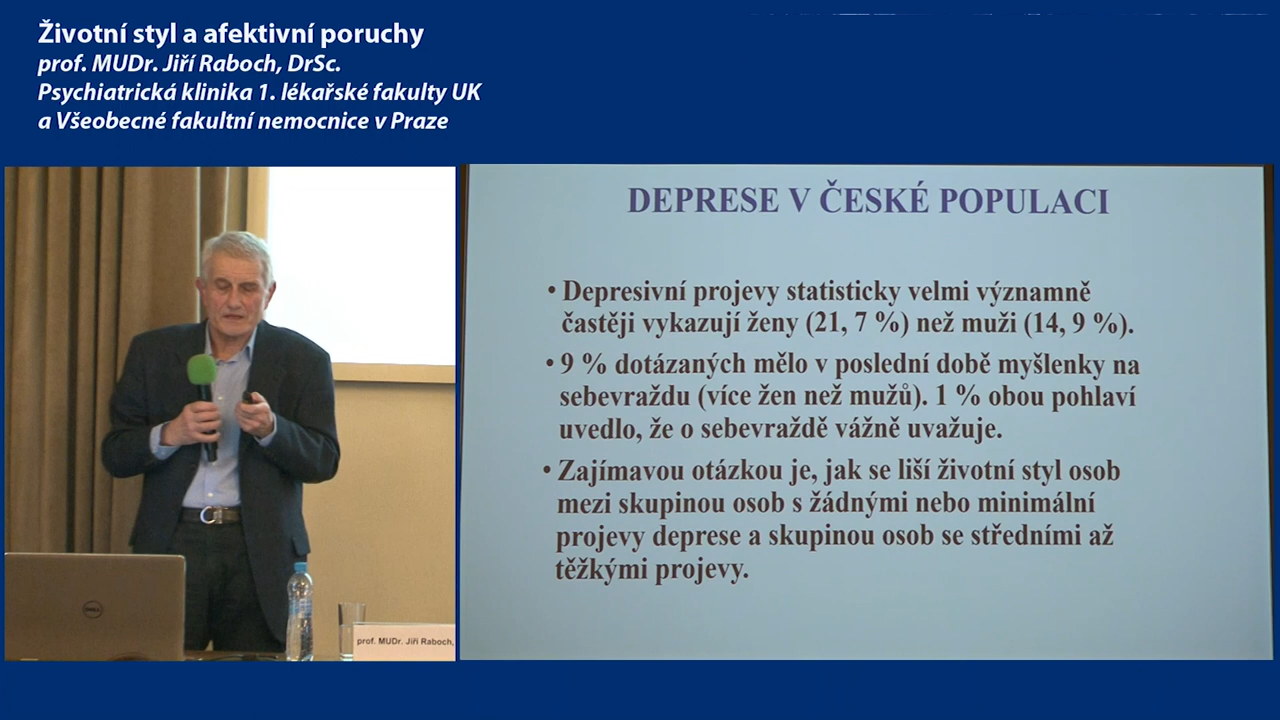 Životní styl a afektivní poruchy
prof. MUDr. Jiří Raboch, DrSc.
Psychiatrická klinika 1. lékařské fakulty UK
a Všeobecné fakultní nemocnice v Praze
DEPRESE V ČESKÉ POPULACI
• Depresivní projevy statisticky velmi významně
častěji vykazují ženy (21, 7 %) než muži (14, 9 %).
• 9 % dotázaných mělo v poslední době myšlenky na
sebevraždu (více žen než mužů). 1 % obou pohlaví
uvedlo, že o sebevraždě vážně uvažuje.
• Zajímavou otázkou je, jak se liší životní styl osob
mezi skupinou osob s žádnými nebo minimální
projevy deprese a skupinou osob se středními až
těžkými projevy.
DELL
prof. MUDr. Jiří Raboch,